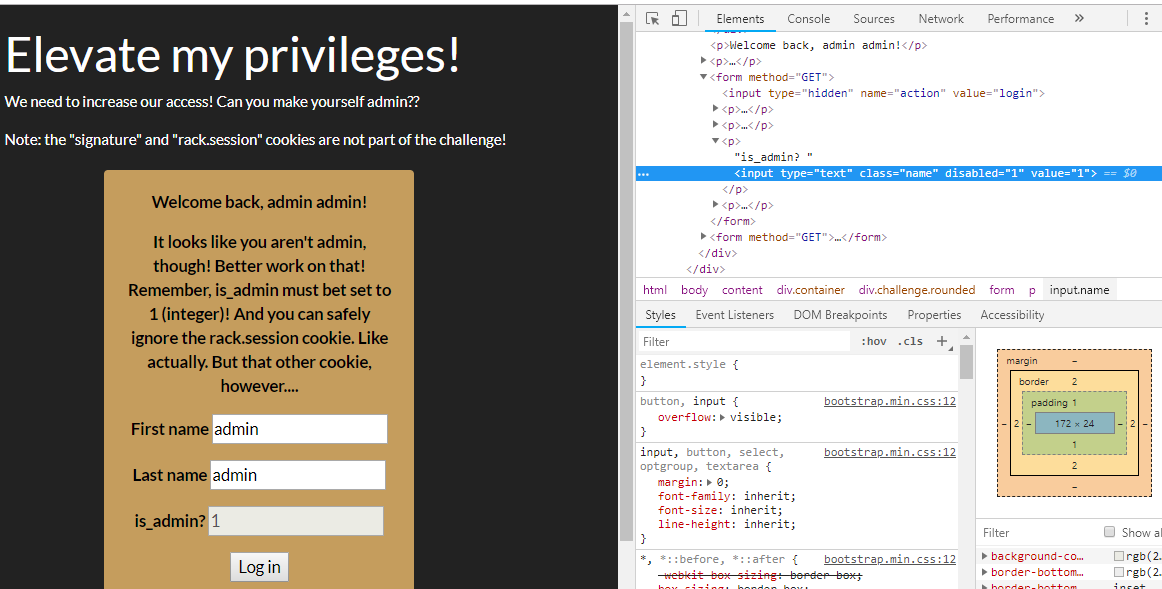 Elevate my privileges!
We need to increase our access! Can you make yourself admin??
Note: the "signature" and "rack.session" cookies are not part of the challenge!
Welcome back, admin admin!
It looks like you aren't admin,
though! Better work on that!
Remember, is_admin must bet set to
1 (integer)! And you can safely
ignore the rack.session cookie. Like
actually. But that other cookie,
however....
First name admin
Last name admin
is_admin? 1
Log in
Elements Console Sources Network Performance »
<p>Welcome back, admin admin!</p>
<p>…</p>
<form method="GET">
<input type="hidden" name="action" value="login">
<p>…</p>
<p>…</p>
<p>
"is_admin? "
… <input type="text" class="name" disabled="1" value="1"> == $0
</p>
<p>…</p>
</form>
<form method="GET">…</form>
</div>
</div>
html body content div.container div.challenge.rounded form p input.name
Styles Event Listeners DOM Breakpoints Properties Accessibility
Filter :hov .cls +
element.style {
}
button, input { bootstrap.min.css:12
overflow: visible;
}
input, button, select, bootstrap.min.css:12
optgroup, textarea {
margin: 0;
font-family: inherit;
font-size: inherit;
line-height: inherit;
}
*, *::before, *::after { bootstrap.min.css:12
-webkit-box-sizing: border-box;
box-sizing: border-box;
margin –
border 2
padding 1
– 2 – 172 × 24 – 2 –
1
2
–
Filter Show al
background-co… rgb(2.
border-bottom… rgb(2.
border-bottom… inset